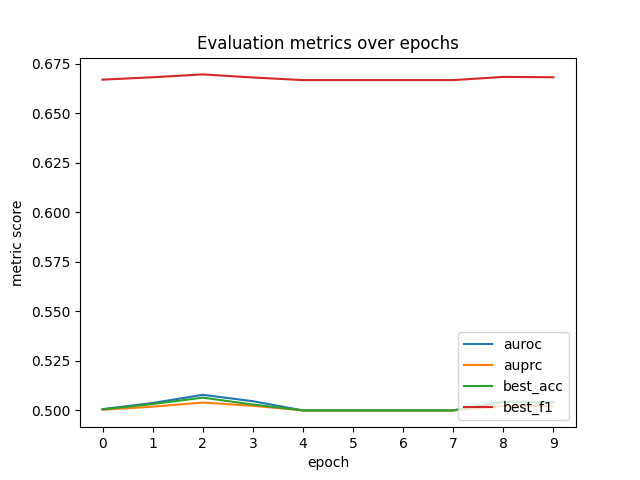 Evaluation metrics over epochs
metric score
0.675
0.650
0.625
0.600
0.575
0.550
0.525
0.500
auroc
auprc
best_acc
best_f1
0 1 2 3 4 5 6 7 8 9
epoch